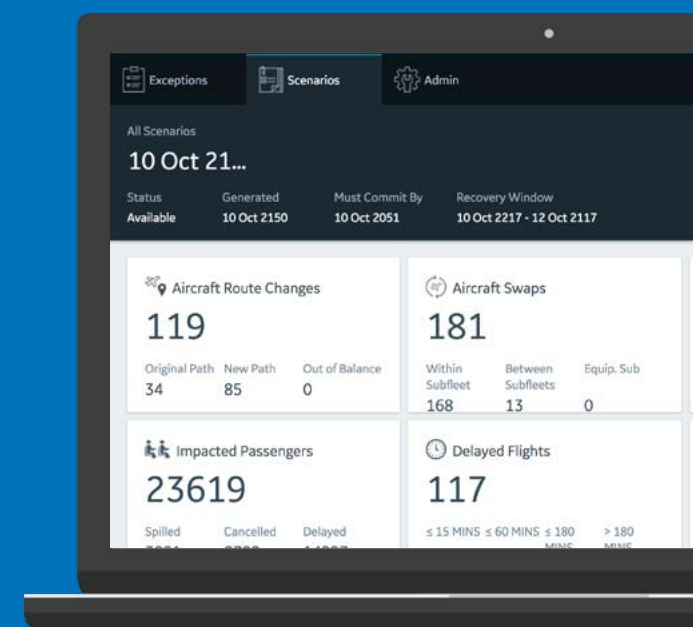 Exceptions Scenarios Admin
All Scenarios
10 Oct 21...
Status Generated Must Commit By Recovery Window
Available 10 Oct 2150 10 Oct 2051 10 Oct 2217 - 12 Oct 2117
Aircraft Route Changes
119
Original Path New Path Out of Balance
34 85 0
Aircraft Swaps
181
Within Subfleet Between Subfleets Equip. Sub
168 13 0
Impacted Passengers
23619
Spilled Cancelled Delayed
Delayed Flights
117
≤ 15 MINS ≤ 60 MINS ≤ 180 MINS > 180 MINS